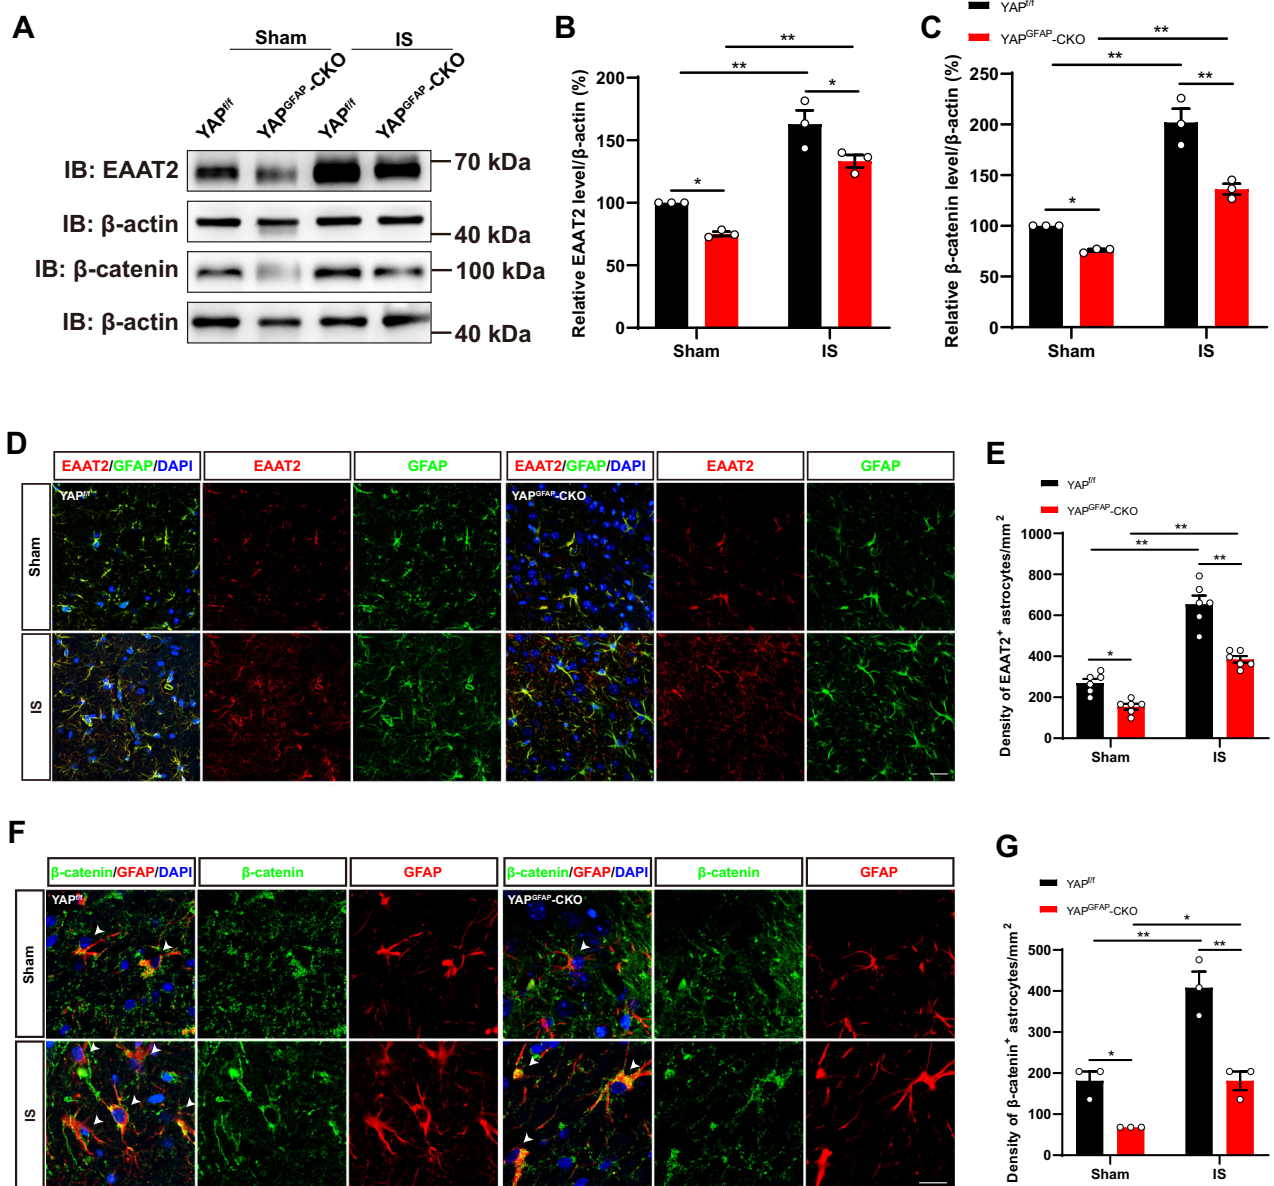 A
Sham IS
YAPf/f YAPGFAP-CKO YAPf/f YAPGFAP-CKO
IB: EAAT2 70 kDa
IB: β-actin 40 kDa
IB: β-catenin 100 kDa
IB: β-actin 40 kDa
B
Relative EAAT2 level/β-actin (%)
** 
**
*
*
200
150
100
50
0
Sham IS
C
YAPf/f
YAPGFAP-CKO
Relative β-catenin level/β-actin (%)
**
**
**
*
250
200
150
100
50
0
Sham IS
D
EAAT2/GFAP/DAPI EAAT2 GFAP EAAT2/GFAP/DAPI EAAT2 GFAP
Sham
YAPf/f YAPGFAP-CKO
IS
E
YAPf/f
YAPGFAP-CKO
Density of EAAT2+ astrocytes/mm2
**
**
**
*
1000
800
600
400
200
0
Sham IS
F
β-catenin/GFAP/DAPI β-catenin GFAP β-catenin/GFAP/DAPI β-catenin GFAP
Sham
YAPf/f YAPGFAP-CKO
IS
G
YAPf/f
YAPGFAP-CKO
Density of β-catenin+ astrocytes/mm2
*
**
**
*
500
400
300
200
100
0
Sham IS